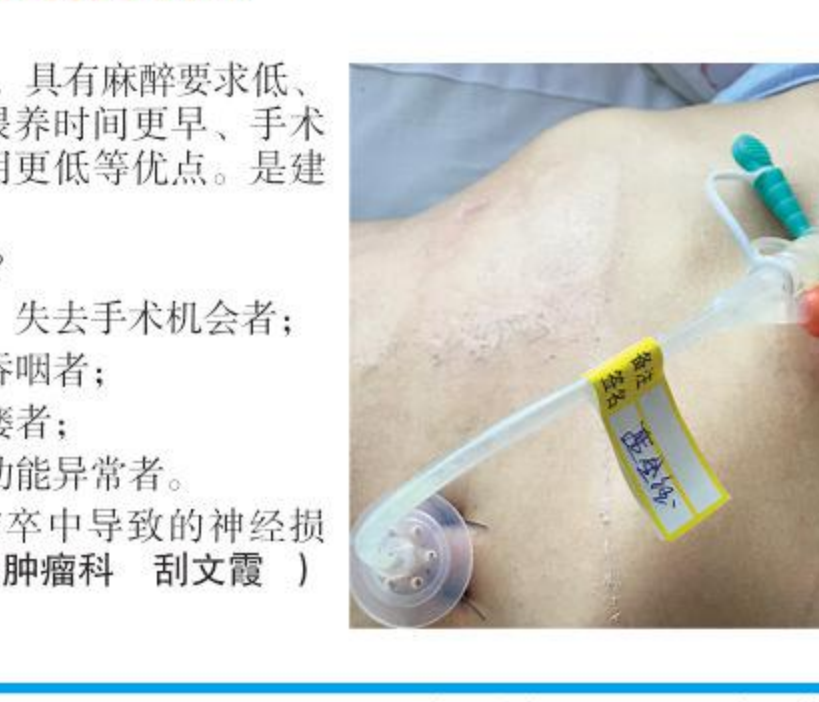 具有麻醉要求低、
养时间更早、手术
更低等优点。是建
?
失去手术机会者;
吞咽者;
瘘者;
功能异常者。
卒中导致的神经损
肿瘤科 刮文霞 )
备注
签名